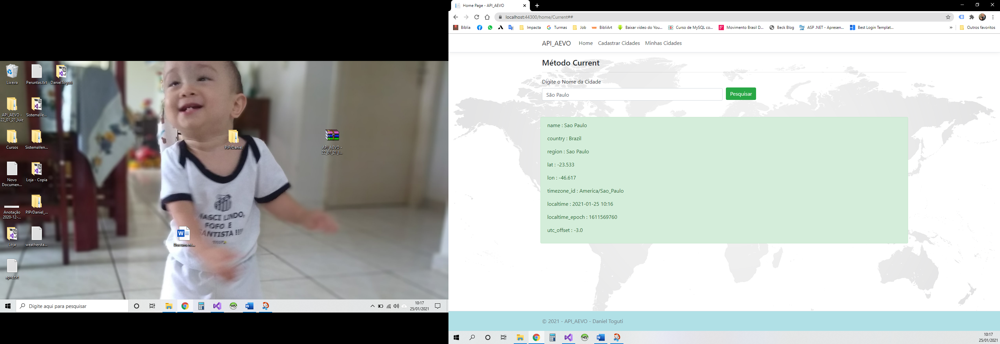 Lixeira
Peruntas.txt
DanielToguti
API_AEVO -
22_01_21_luiz
SistemaVe...
Cursos
SistemaVen...
PJPrDaniel
API_AEVO -
22_01_21_l...
Novo
Documen...
Loja - Copia
Anotação
2020-12-...
PJPrDaniel_...
NASCI LINDO,
FOFO E
SANTISTA !!!!
Loja
weathersta...
Document...
apre.txt
Digite aqui para pesquisar
HS
10:17
25/01/2021
Home Page - API_AEVO
localhost:44300/home/Current##
Bíblia
Impacta
Turmas
Job
BibliArt
Baixar video do You...
Curso de MySQL co...
Movimento Brasil D...
Beck Blog
ASP .NET - Apresen...
Best Login Templat...
Outros favoritos
API_AEVO
Home
Cadastrar Cidades
Minhas Cidades
Método Current
Digite o Nome da Cidade
São Paulo
Pesquisar
name : Sao Paulo
country : Brazil
region : Sao Paulo
lat : -23.533
lon : -46.617
timezone_id : America/Sao_Paulo
localtime : 2021-01-25 10:16
localtime_epoch : 1611569760
utc_offset : -3.0
© 2021 - API_AEVO - Daniel Toguti
HS
10:17
25/01/2021